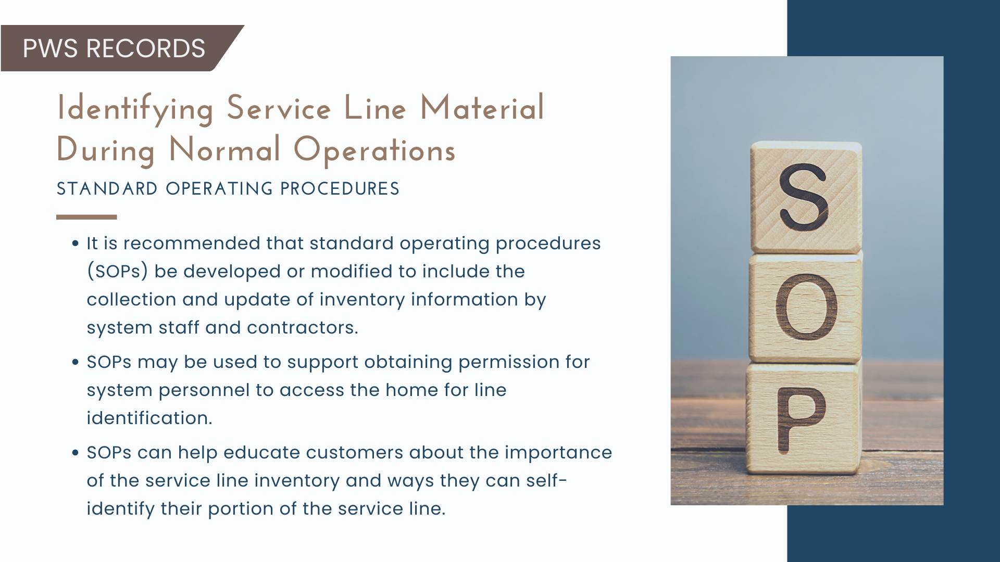 PWS RECORDS
Identifying Service Line Material
During Normal Operations
STANDARD OPERATING PROCEDURES
• It is recommended that standard operating procedures
(SOPs) be developed or modified to include the
collection and update of inventory information by
system staff and contractors.
• SOPs may be used to support obtaining permission for
system personnel to access the home for line
identification.
• SOPs can help educate customers about the importance
of the service line inventory and ways they can self-
identify their portion of the service line.
S
O
P